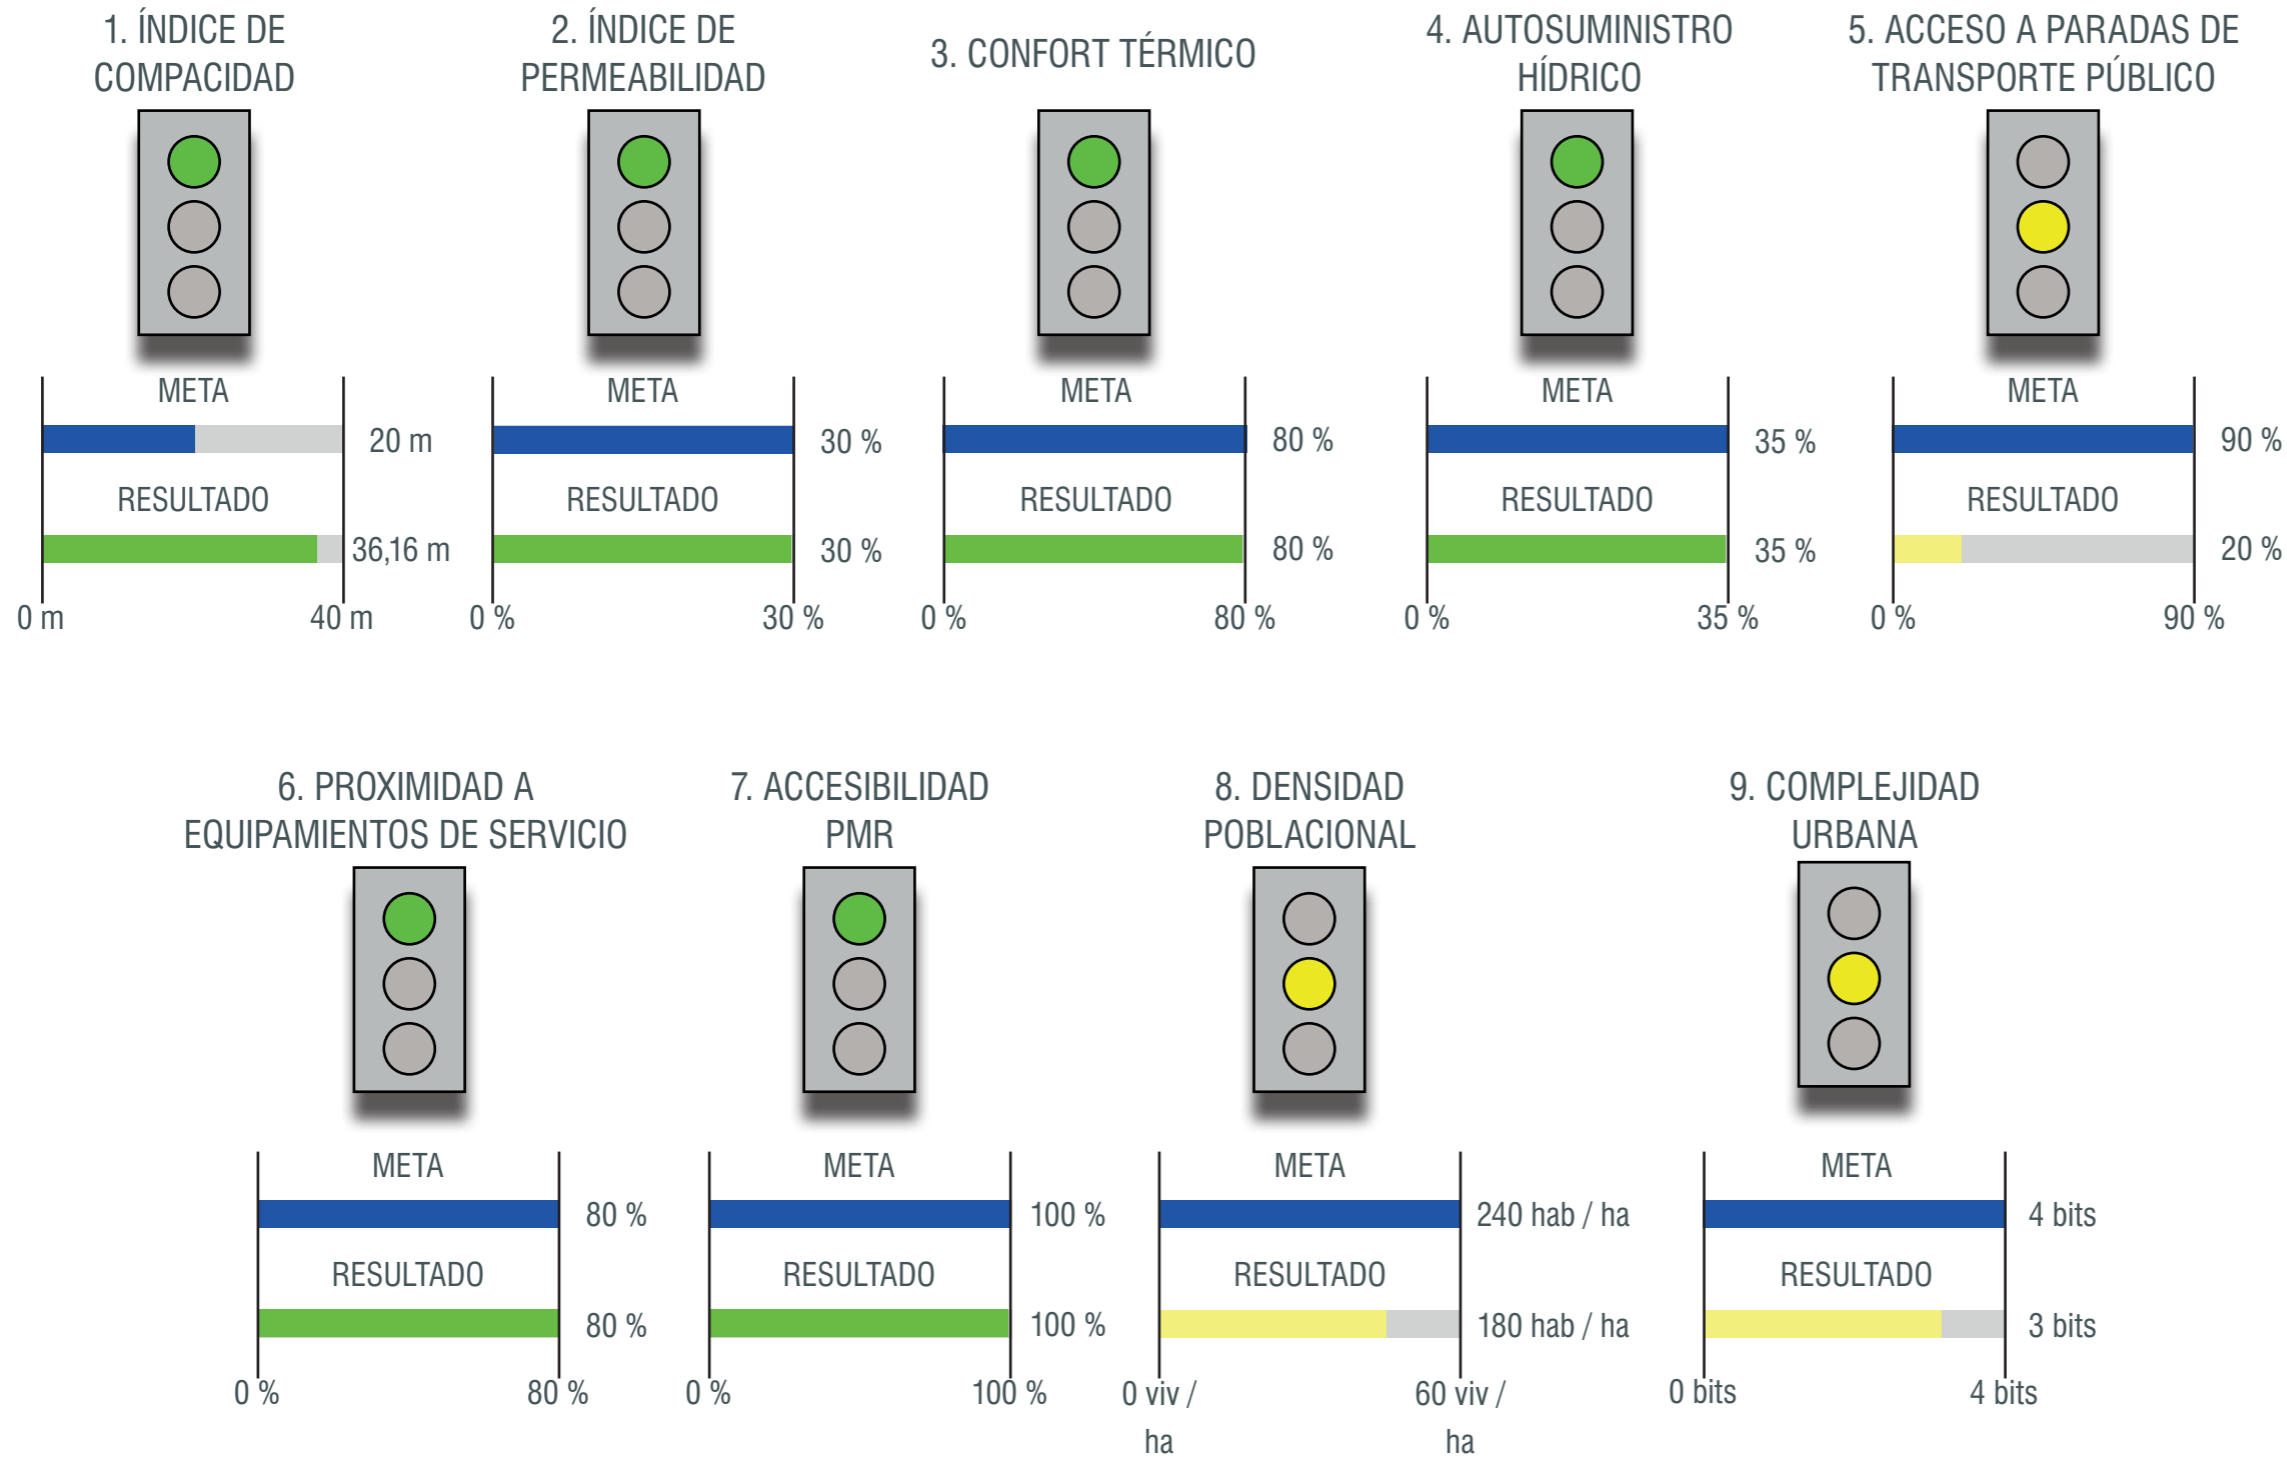 1. ÍNDICE DE
COMPACIDAD
META
20 m
RESULTADO
36,16 m
0 m
40 m
2. ÍNDICE DE
PERMEABILIDAD
META
30 %
RESULTADO
30 %
0 %
30 %
3. CONFORT TÉRMICO
META
80 %
RESULTADO
80 %
0 %
80 %
4. AUTOSUMINISTRO
HÍDRICO
META
35 %
RESULTADO
35 %
0 %
35 %
5. ACCESO A PARADAS DE
TRANSPORTE PÚBLICO
META
90 %
RESULTADO
20 %
0 %
90 %
6. PROXIMIDAD A
EQUIPAMIENTOS DE SERVICIO
META
80 %
RESULTADO
80 %
0 %
80 %
7. ACCESIBILIDAD
PMR
META
100 %
RESULTADO
100 %
0 %
100 %
8. DENSIDAD
POBLACIONAL
META
240 hab / ha
RESULTADO
180 hab / ha
0 viv /
ha
60 viv /
ha
9. COMPLEJIDAD
URBANA
META
4 bits
RESULTADO
3 bits
0 bits
4 bits